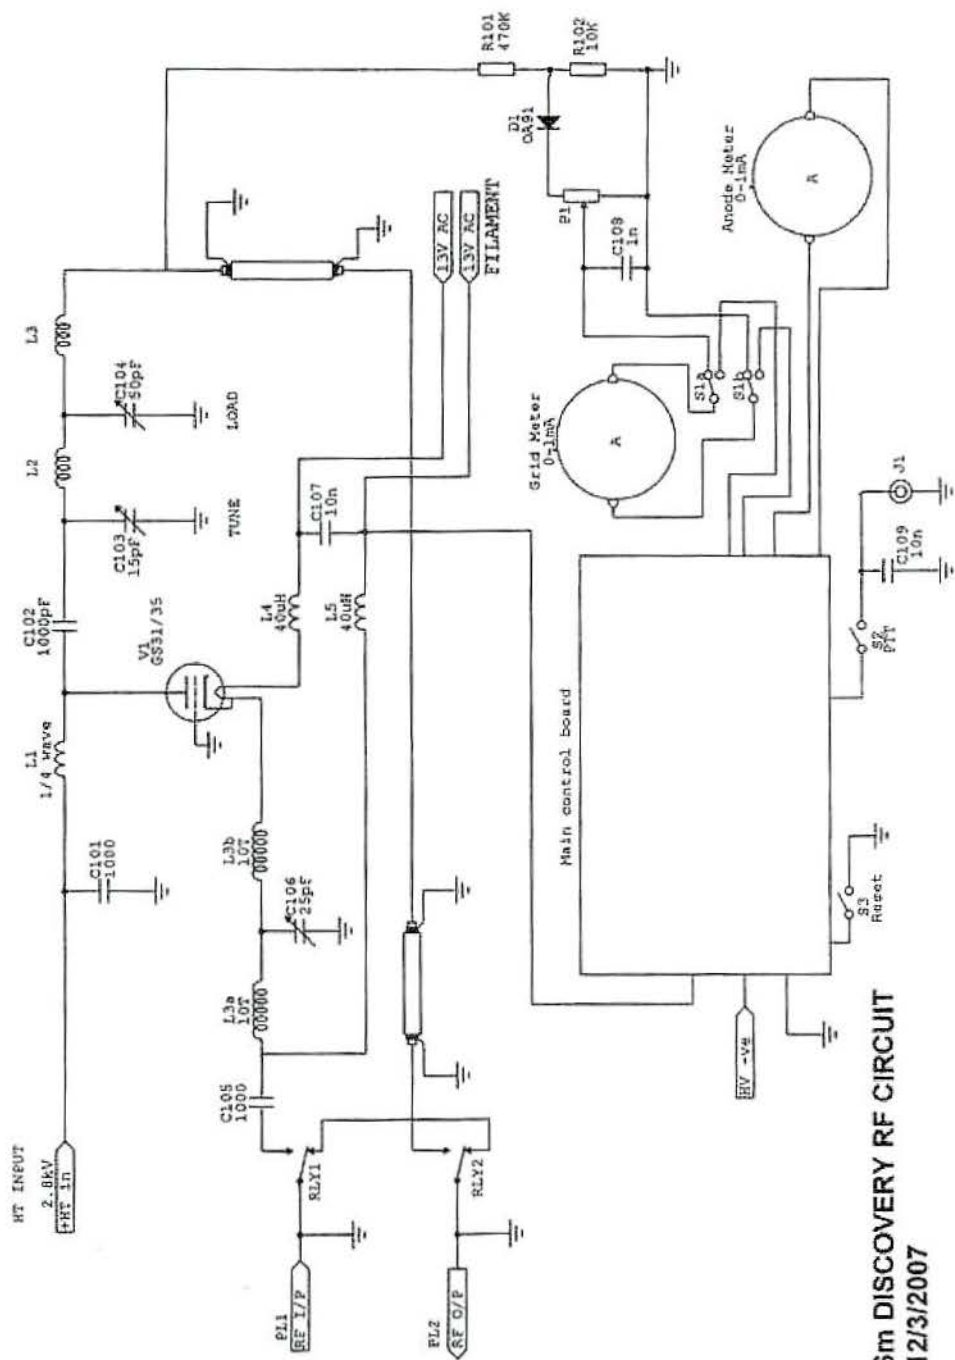 HT INPUT
2.8kV
+HT in
C101
1000
L1
1/4 wave
C102
1000pF
C103
15pF
TUNE
L2
C104
50pF
LOAD
L3
V1
GS31/35
R101
470K
R102
10K
D1
OA91
P1
C108
1n
13V AC
13V AC
FILAMENT
L4
40uH
L5
40uH
C107
10n
L3b
10T
C106
25pF
L3a
10T
C105
1000
RLY1
RLY2
PL1
RF I/P
PL2
RF O/P
Grid Meter
0-1mA
A
Anode Meter
0-1mA
A
S1a
S1b
Main control board
J1
C109
10n
S2
PTT
S3
Reset
HV -ve
6m DISCOVERY RF CIRCUIT
12/3/2007